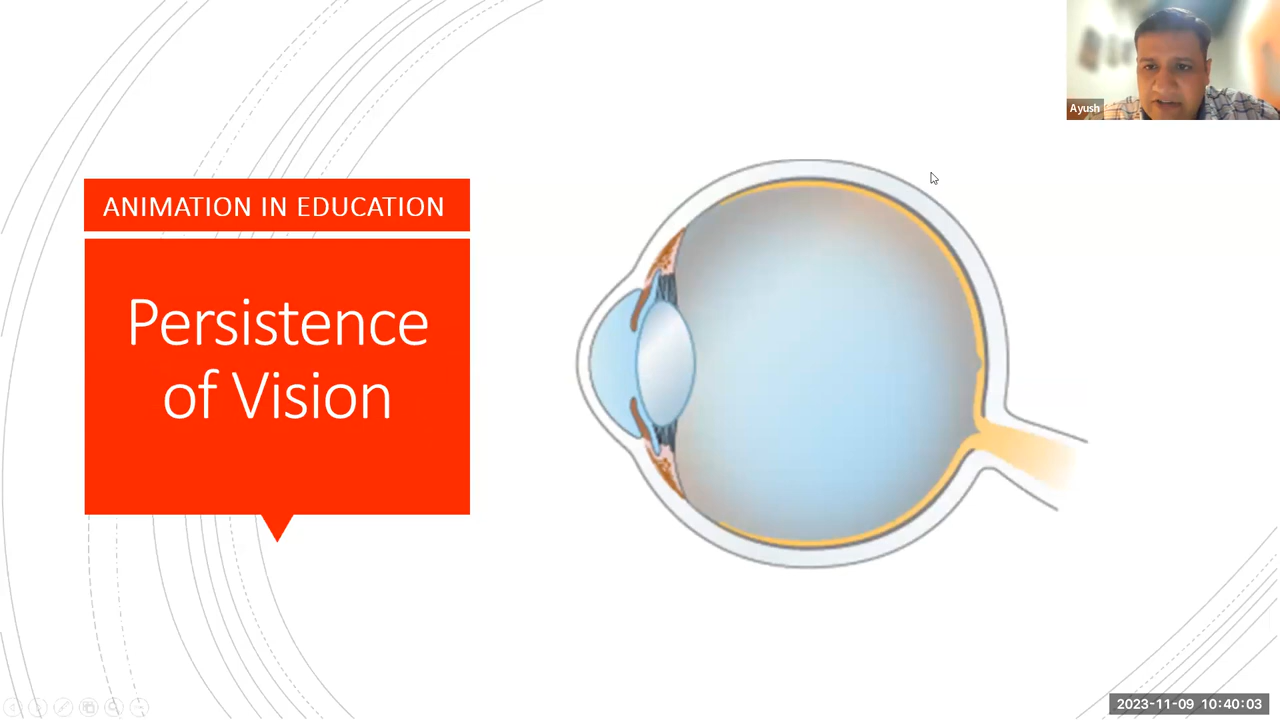 Ayush
ANIMATION IN EDUCATION
Persistence
of Vision
2023-11-09 10:40:03